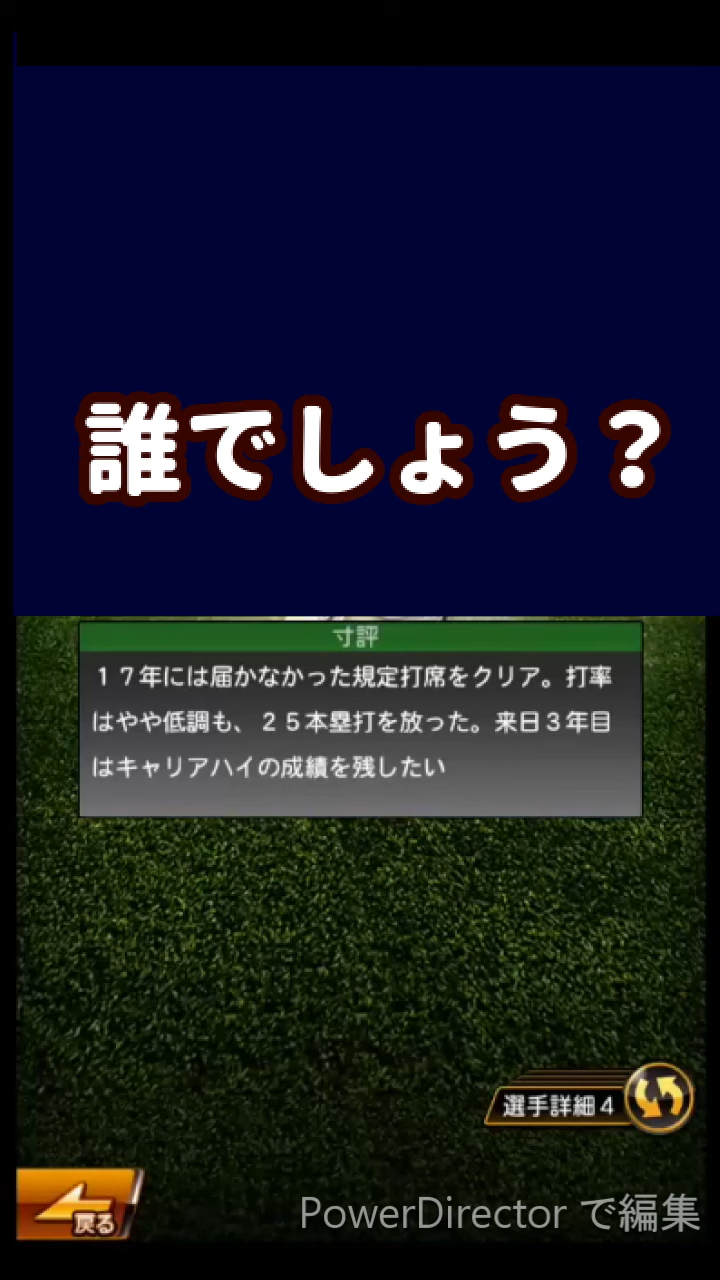 誰でしょう？
寸評
１７年には届かなかった規定打席をクリア。打率
はやや低調も、２５本塁打を放った。来日３年目
はキャリアハイの成績を残したい
選手詳細４
戻る
PowerDirector で編集